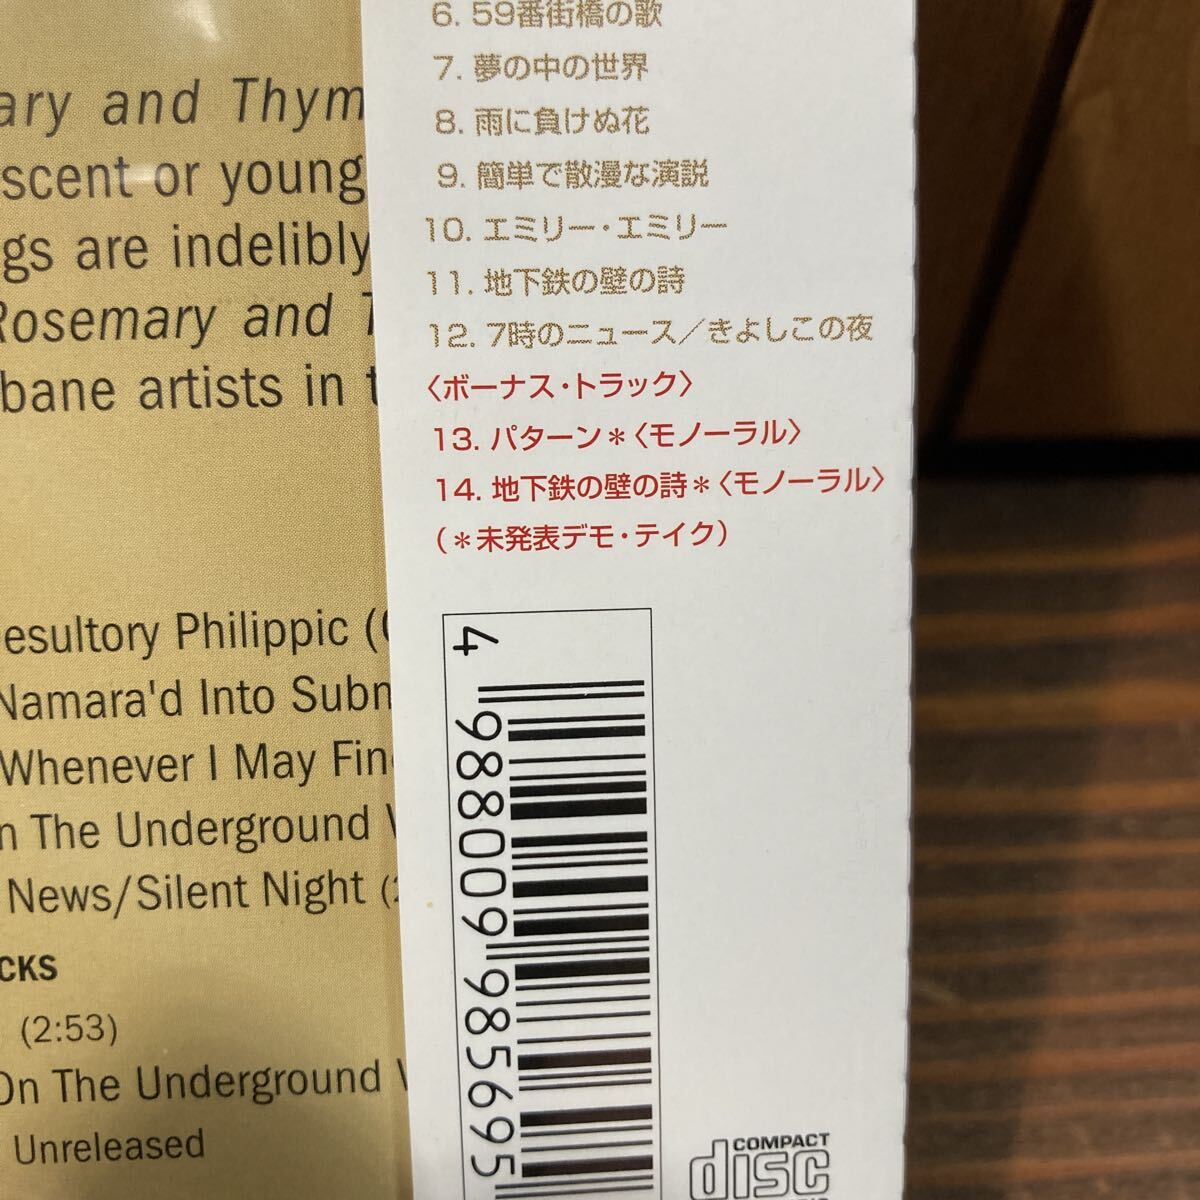 ary and Thym
scent or young
gs are indelibly
Rosemary and T
bane artists in t
esultory Philippic (
Namara'd Into Subm
Whenever I May Fin
n The Underground
News/Silent Night (2
CKS
(2:53)
On The Underground
Unreleased
6. 59番街橋の歌
7. 夢の中の世界
8. 雨に負けぬ花
9. 簡単で散漫な演説
10. エミリー・エミリー
11. 地下鉄の壁の詩
12. 7時のニュース／きよしこの夜
〈ボーナス・トラック〉
13. パターン＊〈モノーラル〉
14. 地下鉄の壁の詩＊〈モノーラル〉
(＊未発表デモ・テイク)
4 988009 985695
COMPACT
disc